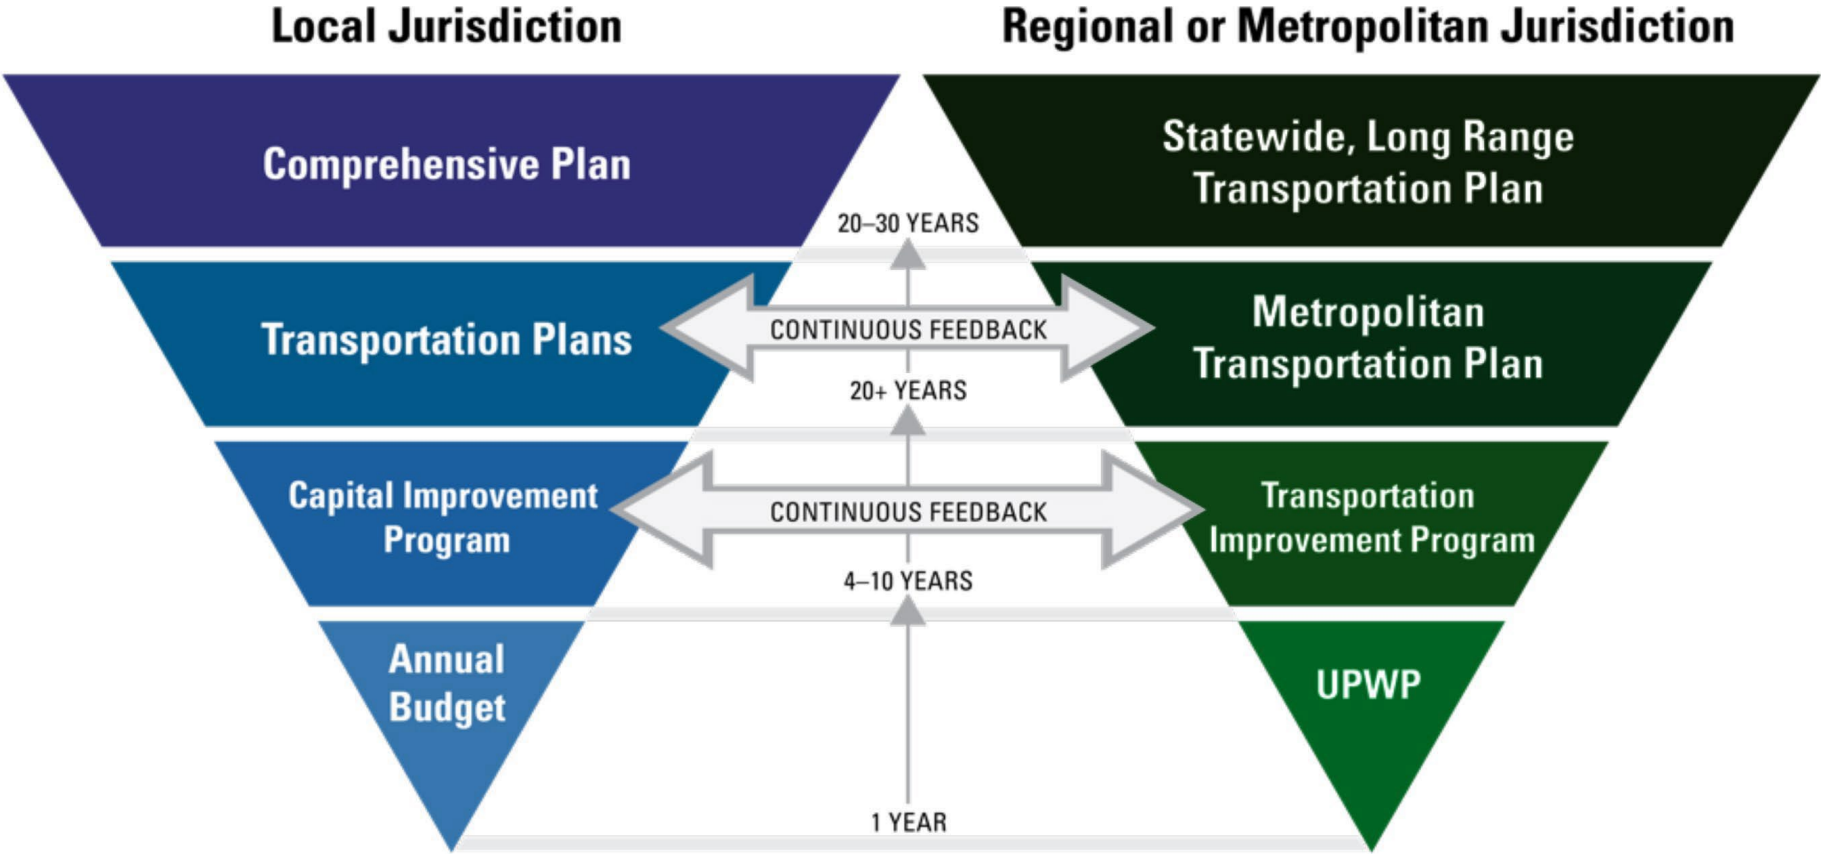 Local Jurisdiction
Regional or Metropolitan Jurisdiction
Comprehensive Plan
Statewide, Long Range
Transportation Plan
20–30 YEARS
Transportation Plans
CONTINUOUS FEEDBACK
Metropolitan
Transportation Plan
20+ YEARS
Capital Improvement
Program
CONTINUOUS FEEDBACK
Transportation
Improvement Program
4–10 YEARS
Annual
Budget
UPWP
1 YEAR